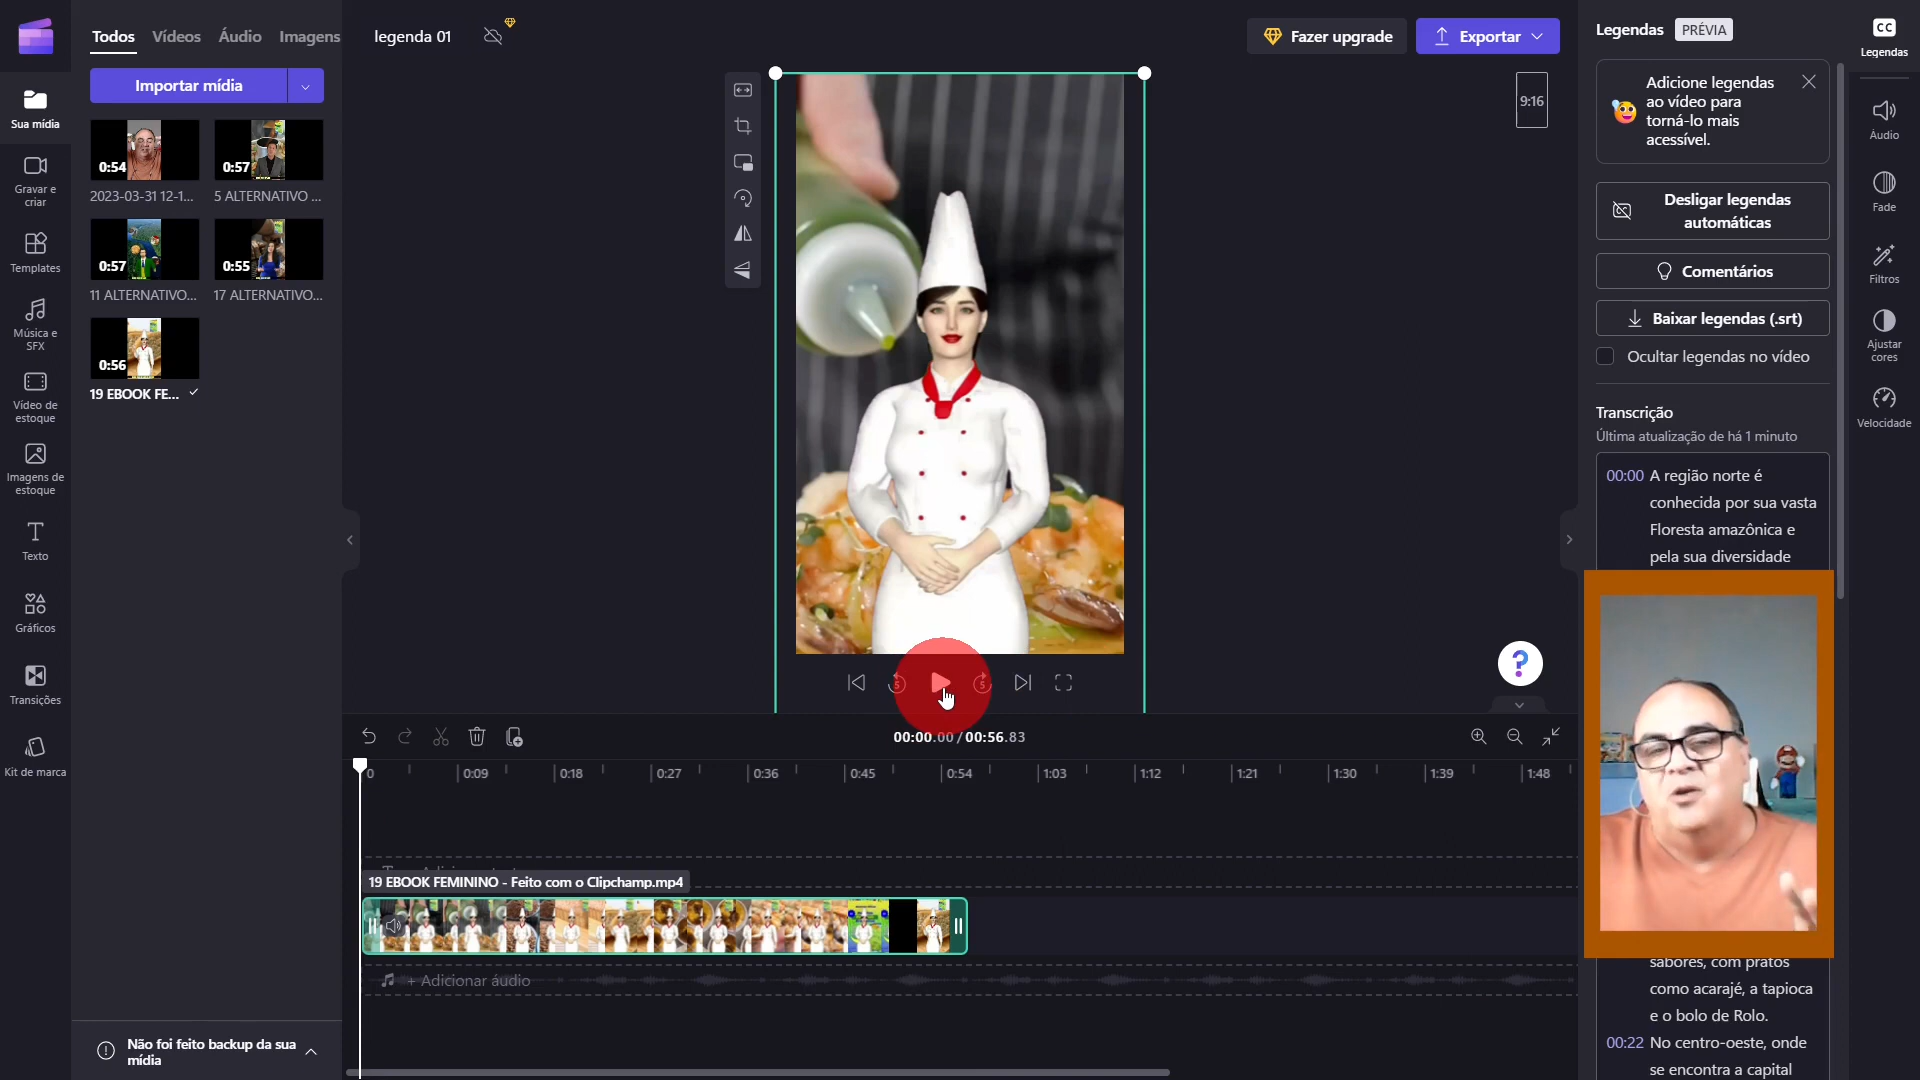 Todos Vídeos Áudio Imagens
legenda 01
Fazer upgrade
Exportar
Importar mídia
Sua mídia
Gravar e
criar
Templates
Música e
SFX
Vídeo de
estoque
Imagens de
estoque
Texto
Gráficos
Transições
Kit de marca
0:54
2023-03-31 12-1...
0:57
5 ALTERNATIVO ...
0:57
11 ALTERNATIVO...
0:55
17 ALTERNATIVO...
0:56
19 EBOOK FE...
Não foi feito backup da sua
mídia
9:16
5
5
?
00:00.00 / 00:56.83
0 0:09 0:18 0:27 0:36 0:45 0:54 1:03 1:12 1:21 1:30 1:39 1:48
19 EBOOK FEMININO - Feito com o Clipchamp.mp4
+ Adicionar áudio
Legendas PRÉVIA
Adicione legendas
ao vídeo para
torná-lo mais
acessível.
Desligar legendas
automáticas
Comentários
Baixar legendas (.srt)
Ocultar legendas no vídeo
Transcrição
Última atualização de há 1 minuto
00:00 A região norte é
conhecida por sua vasta
Floresta amazônica e
pela sua diversidade
sabores, com pratos
como acarajé, a tapioca
e o bolo de Rolo.
00:22 No centro-oeste, onde
se encontra a capital
CC
Legendas
Áudio
Fade
Filtros
Ajustar
cores
Velocidade